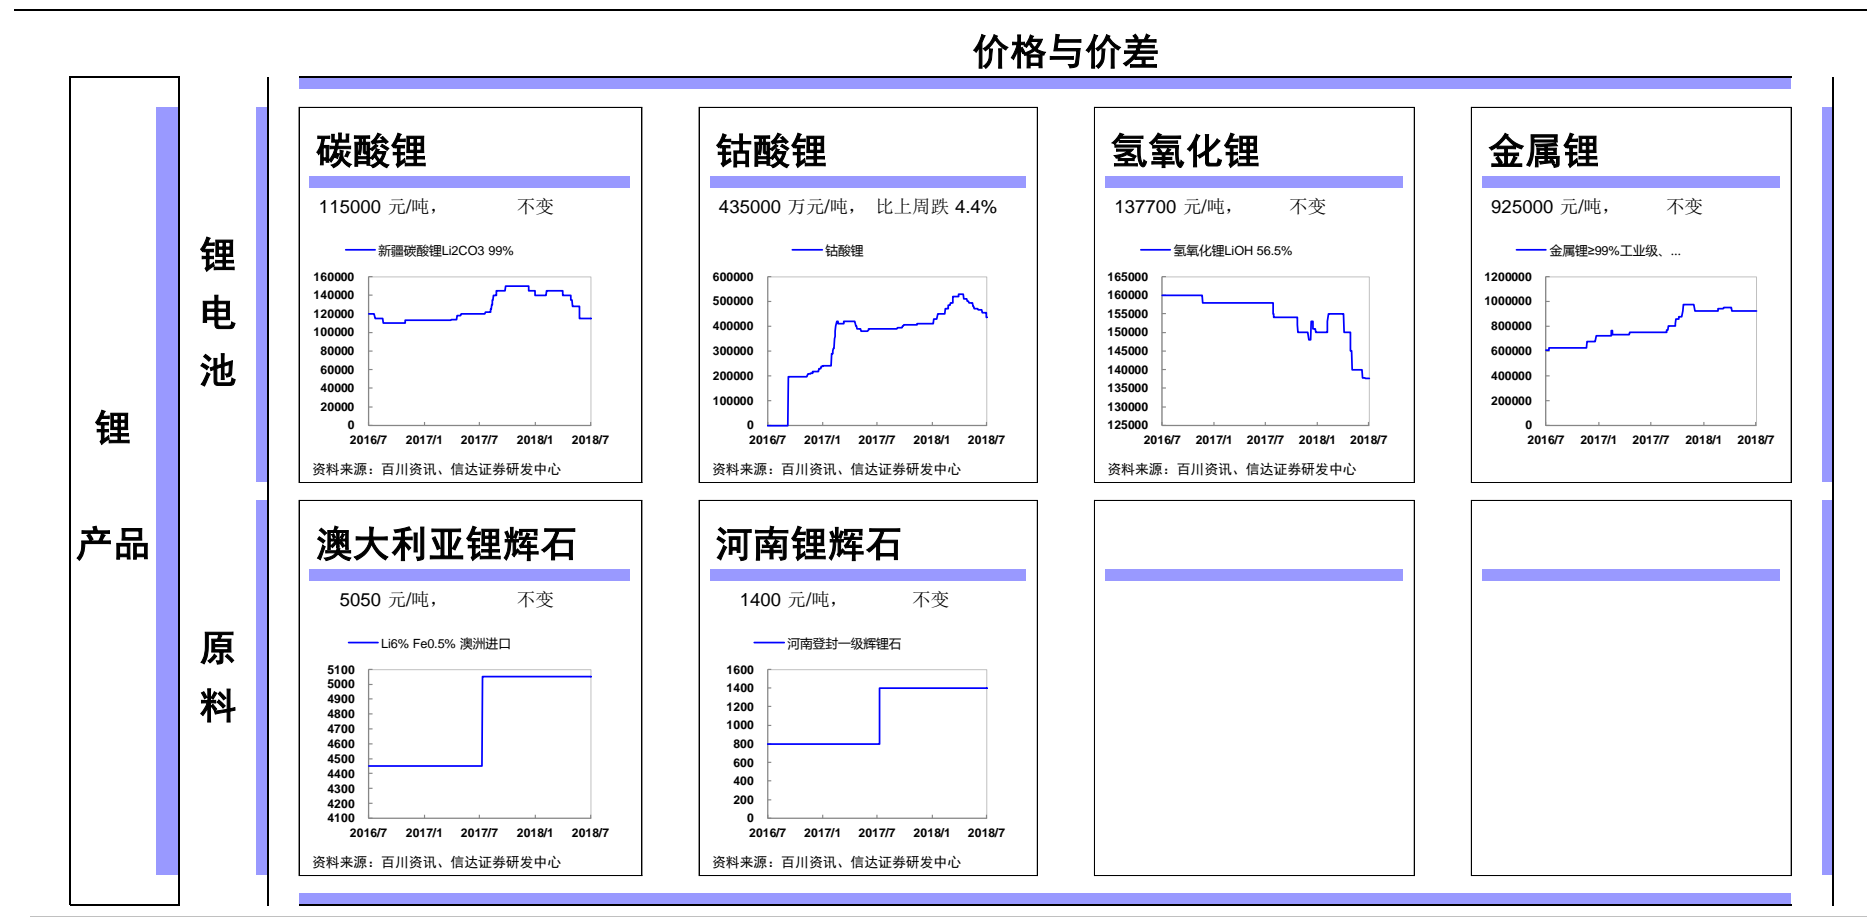 价格与价差
锂
产品
锂
电
池
原
料
碳酸锂
115000 元/吨， 不变
新疆碳酸锂Li2CO3 99%
160000
140000
120000
100000
80000
60000
40000
20000
0
2016/7 2017/1 2017/7 2018/1 2018/7
资料来源：百川资讯、信达证券研发中心
钴酸锂
435000 万元/吨， 比上周跌 4.4%
钴酸锂
600000
500000
400000
300000
200000
100000
0
2016/7 2017/1 2017/7 2018/1 2018/7
资料来源：百川资讯、信达证券研发中心
氢氧化锂
137700 元/吨， 不变
氢氧化锂LiOH 56.5%
165000
160000
155000
150000
145000
140000
135000
130000
125000
2016/7 2017/1 2017/7 2018/1 2018/7
资料来源：百川资讯、信达证券研发中心
金属锂
925000 元/吨， 不变
金属锂≥99%工业级、...
1200000
1000000
800000
600000
400000
200000
0
2016/7 2017/1 2017/7 2018/1 2018/7
澳大利亚锂辉石
5050 元/吨， 不变
Li6% Fe0.5% 澳洲进口
5100
5000
4900
4800
4700
4600
4500
4400
4300
4200
4100
2016/7 2017/1 2017/7 2018/1 2018/7
资料来源：百川资讯、信达证券研发中心
河南锂辉石
1400 元/吨， 不变
河南登封一级辉锂石
1600
1400
1200
1000
800
600
400
200
0
2016/7 2017/1 2017/7 2018/1 2018/7
资料来源：百川资讯、信达证券研发中心